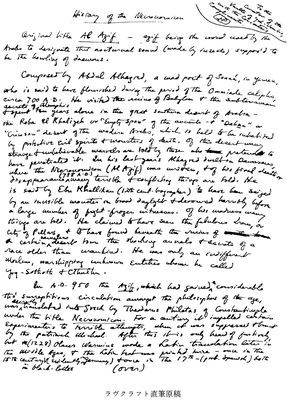 History of the Necronomicon
Original title Al Azif — azif being the word used by the
Arabs to designate that nocturnal sound (made by insects) supposed to
be the howling of daemons.
Composed by Abdul Alhazred, a mad poet of Sanaá, in Yemen,
who is said to have flourished during the period of the Ommiade caliphs,
circa 700 A.D. He visited the ruins of Babylon & the subterranean
secrets of Memphis &
spent ten years alone in the great southern desert of Arabia —
the Roba El Khaliyeh or "Empty Space" of the ancients — & "Dahna" or
"Crimson" desert of the modern Arabs, which is held to be inhabited
by protective evil spirits & monsters of death. Of this desert many
strange & unbelievable marvels are told by those who pretend to
have penetrated it. In his last years Alhazred dwelt in Damascus,
where the Necronomicon (Al Azif) was written, & of his final death or
disappearance (738 A.D.) many terrible & conflicting things are told. He
is said by Ebn Khallikan (12th cent. biographer) to have been seized
by an invisible monster in broad daylight & devoured horribly before
a large number of fright-frozen witnesses. Of his madness many
things are told. He claimed to have seen the fabulous Irem, or
City of Pillars, & to have found beneath the ruins of
a certain nameless desert town the shocking annals & secrets of a
race older than mankind. He was only an indifferent
Moslem, worshipping unknown entities whom he called
Yog-Sothoth & Cthulhu.
In A.D. 950 the Azif, which had gained considerable
tho' surreptitious circulation amongst the philosophers of the age,
was secretly translated into Greek by Theodorus Philetas of Constantinople
under the title Necronomicon. For a century it impelled certain
experimenters to terrible attempts, when it was suppressed & burnt
by the patriarch Michael. After this it is only heard of furtively,
but (1228) Olaus Wormius made a Latin translation later in
the Middle Ages, & the Latin text was printed twice — once in the
15th century in black-letter (evidently Germany) & once in the 17th — (prob. Spanish) both
(over)
ラヴクラフト直筆原稿